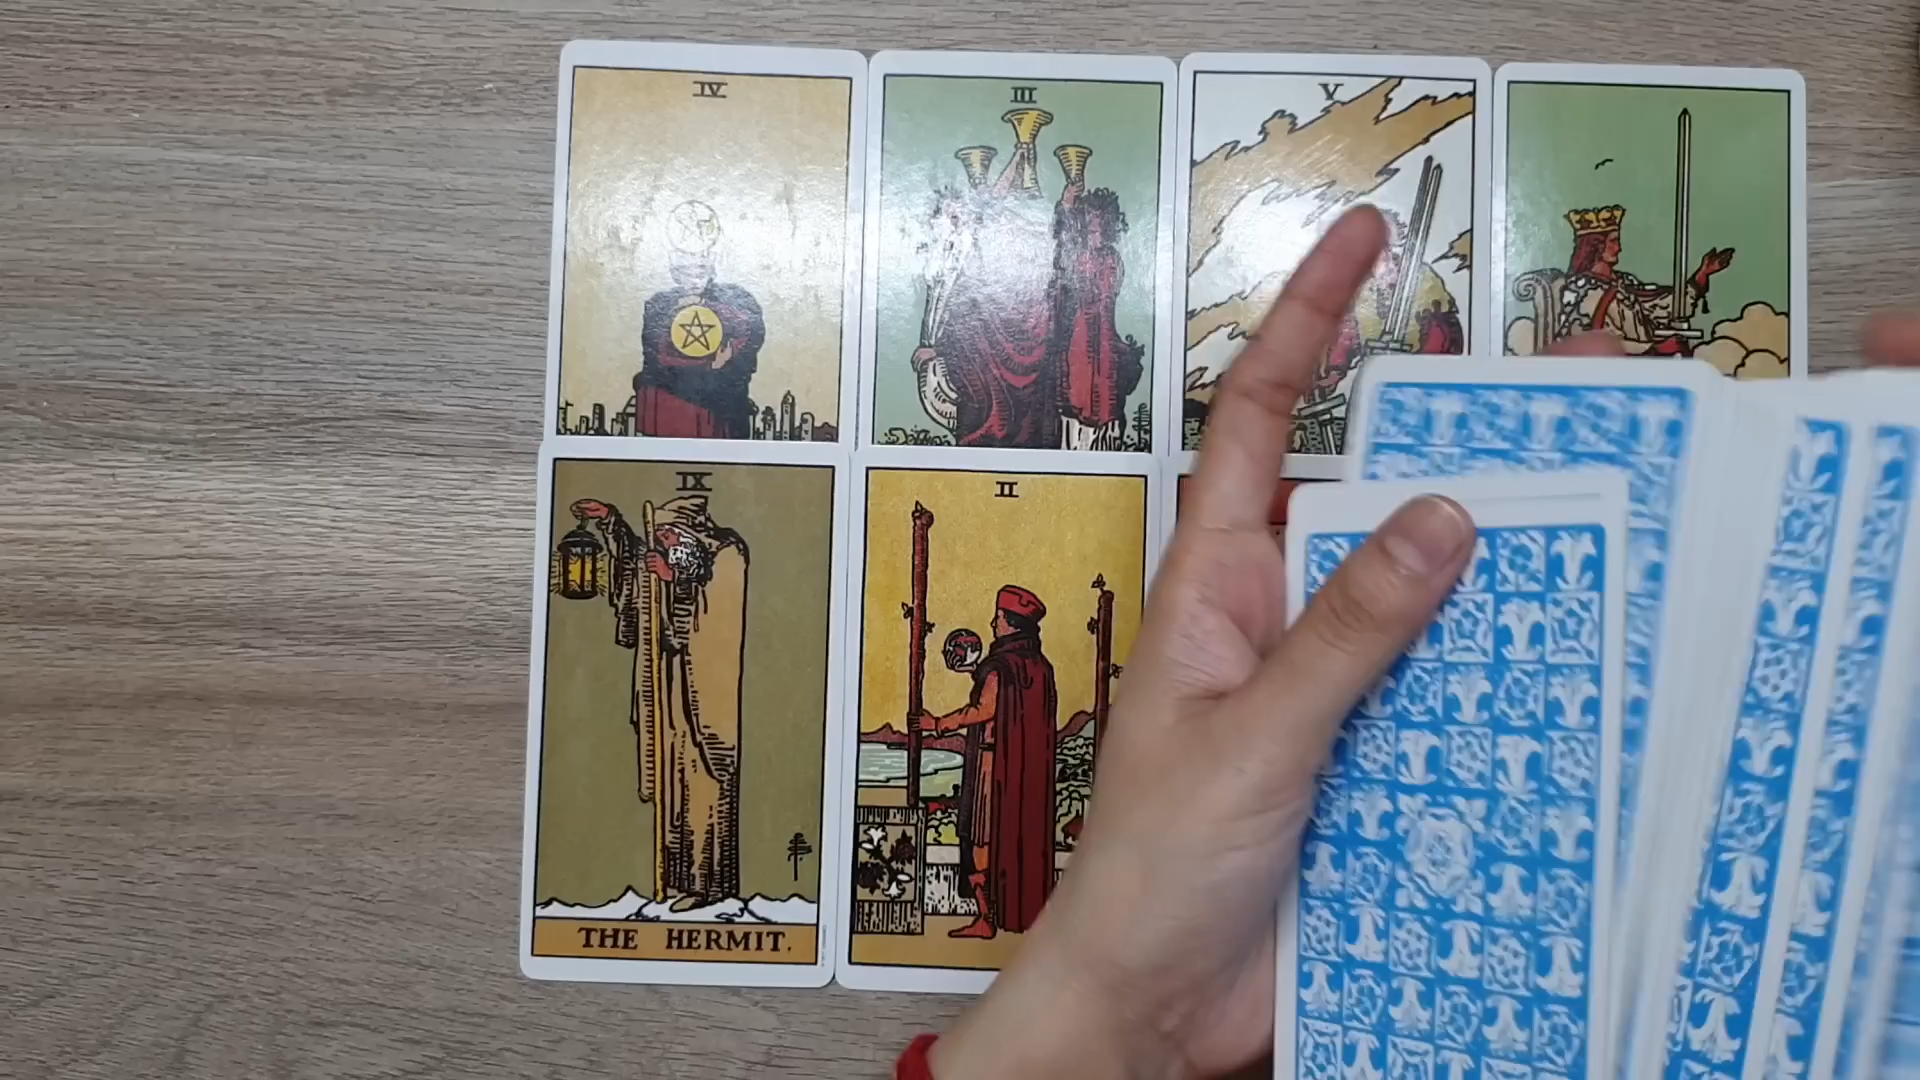 IV
III
V
IX
II
THE HERMIT.